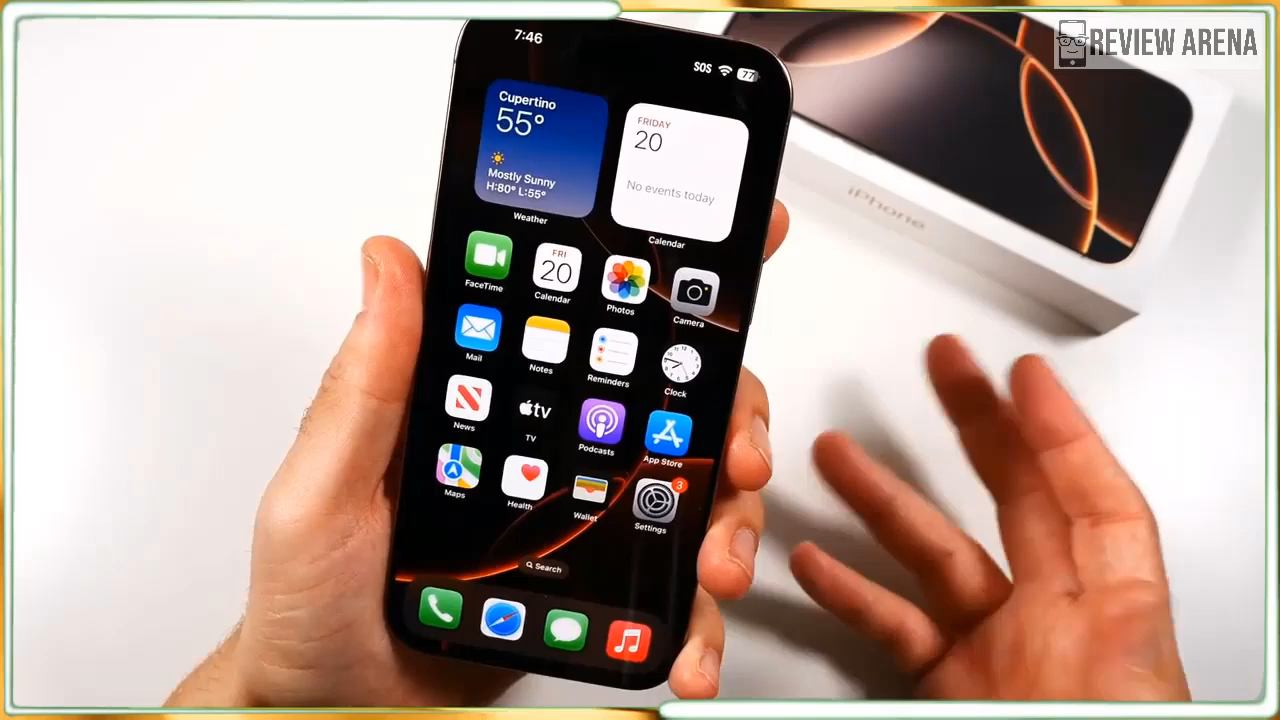 REVIEW ARENA
7:46
SOS
77
Cupertino
55°
Mostly Sunny
H:80° L:55°
Weather
FRIDAY
20
No events today
Calendar
FaceTime
FRI
20
Calendar
Photos
Camera
Mail
Notes
Reminders
Clock
News
tv
TV
Podcasts
App Store
Maps
Health
Wallet
3
Settings
Search
iPhone